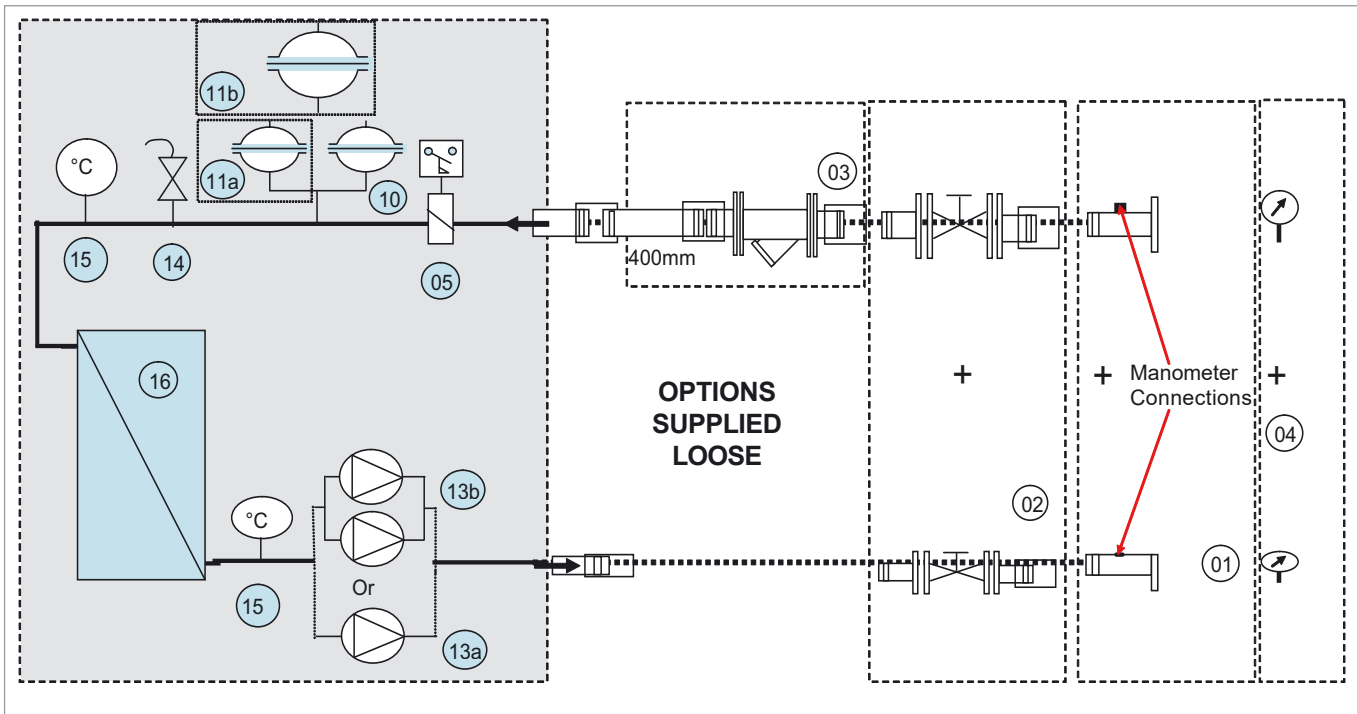 11b
11a
10
03
°C
15
14
05
400mm
16
OPTIONS
SUPPLIED
LOOSE
+
+
Manometer
Connections
+
04
°C
15
13b
Or
13a
02
01